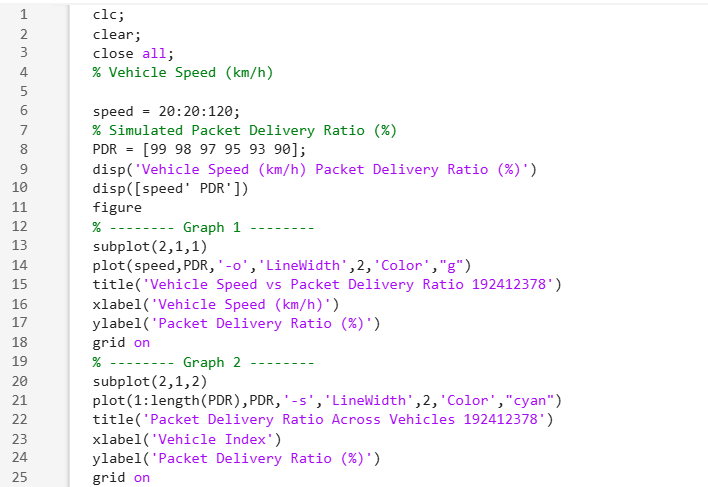 1 clc;
2 clear;
3 close all;
4 % Vehicle Speed (km/h)
5
6 speed = 20:20:120;
7 % Simulated Packet Delivery Ratio (%)
8 PDR = [99 98 97 95 93 90];
9 disp('Vehicle Speed (km/h) Packet Delivery Ratio (%)')
10 disp([speed' PDR'])
11 figure
12 % -------- Graph 1 --------
13 subplot(2,1,1)
14 plot(speed,PDR,'-o','LineWidth',2,'Color',"g")
15 title('Vehicle Speed vs Packet Delivery Ratio 192412378')
16 xlabel('Vehicle Speed (km/h)')
17 ylabel('Packet Delivery Ratio (%)')
18 grid on
19 % -------- Graph 2 --------
20 subplot(2,1,2)
21 plot(1:length(PDR),PDR,'-s','LineWidth',2,'Color',"cyan")
22 title('Packet Delivery Ratio Across Vehicles 192412378')
23 xlabel('Vehicle Index')
24 ylabel('Packet Delivery Ratio (%)')
25 grid on